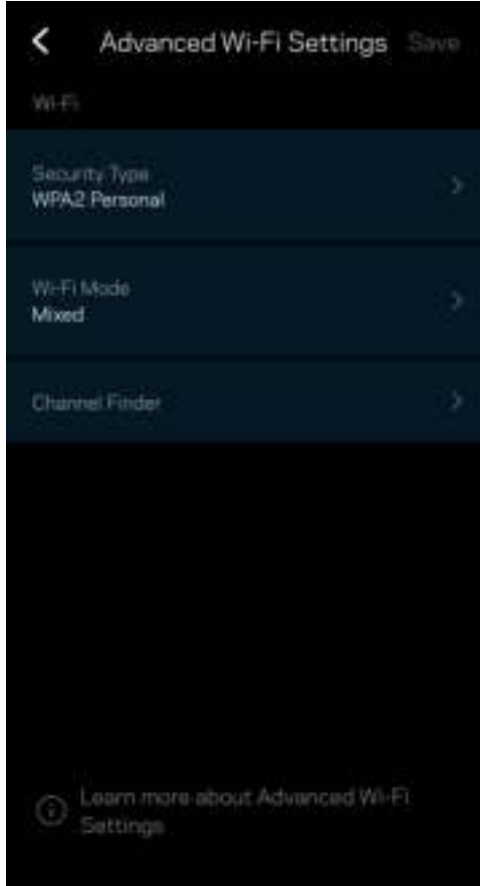 Advanced Wi-Fi Settings Save
Wi-Fi
Security Type
WPA2 Personal
Wi-Fi Mode
Mixed
Channel Finder
Learn more about Advanced Wi-Fi
Settings